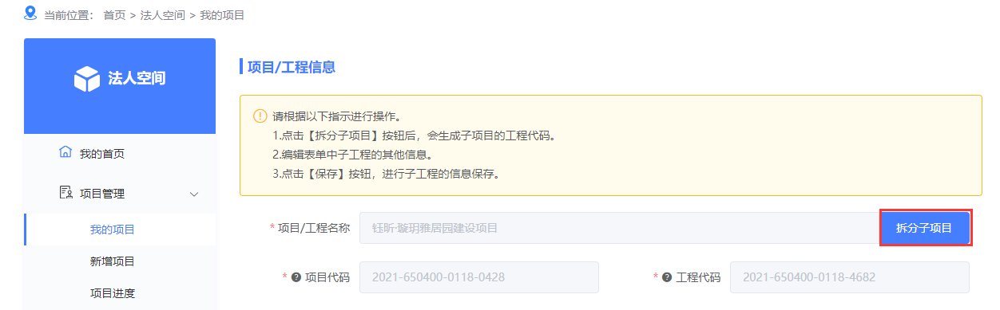 当前位置： 首页 > 法人空间 > 我的项目
法人空间
我的首页
项目管理
我的项目
新增项目
项目进度
项目/工程信息
请根据以下指示进行操作。
1.点击【拆分子项目】按钮后，会生成子项目的工程代码。
2.编辑表单中子工程的其他信息。
3.点击【保存】按钮，进行子工程的信息保存。
* 项目/工程名称 钰昕·璇玥雅居园建设项目 拆分子项目
* 项目代码 2021-650400-0118-0428 * 工程代码 2021-650400-0118-4682